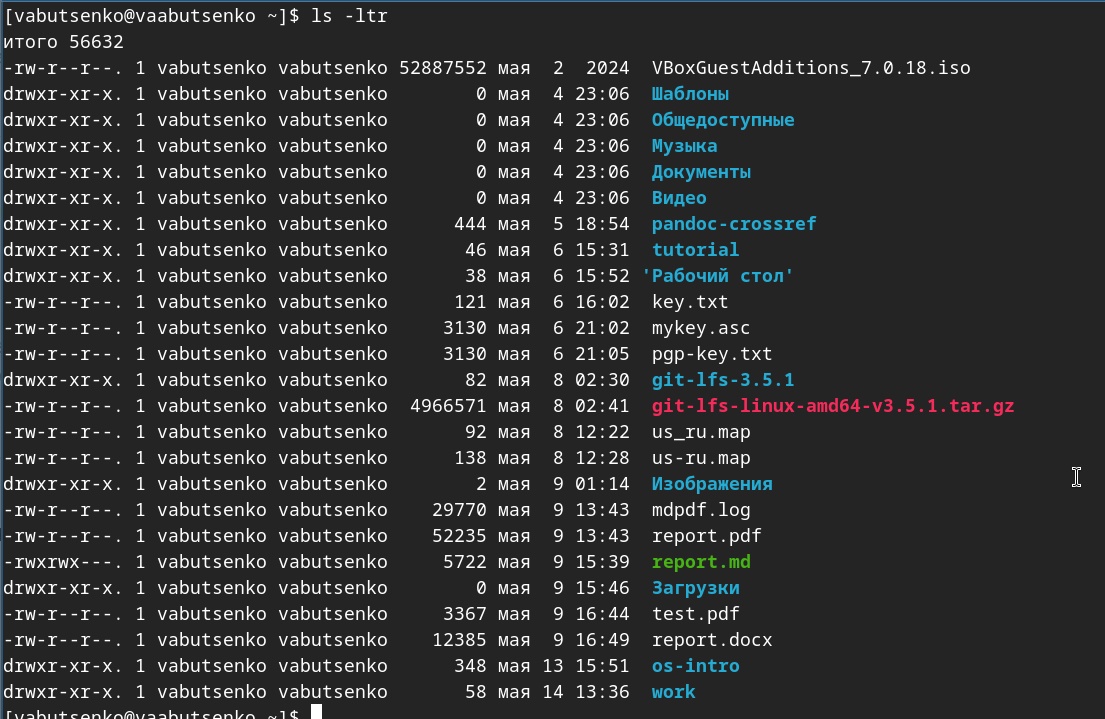 [vabutsenko@vaabutsenko ~]$ ls -ltr
итого 56632
-rw-r--r--. 1 vabutsenko vabutsenko 52887552 мая  2  2024  VBoxGuestAdditions_7.0.18.iso
drwxr-xr-x. 1 vabutsenko vabutsenko        0 мая  4 23:06  Шаблоны
drwxr-xr-x. 1 vabutsenko vabutsenko        0 мая  4 23:06  Общедоступные
drwxr-xr-x. 1 vabutsenko vabutsenko        0 мая  4 23:06  Музыка
drwxr-xr-x. 1 vabutsenko vabutsenko        0 мая  4 23:06  Документы
drwxr-xr-x. 1 vabutsenko vabutsenko        0 мая  4 23:06  Видео
drwxr-xr-x. 1 vabutsenko vabutsenko      444 мая  5 18:54  pandoc-crossref
drwxr-xr-x. 1 vabutsenko vabutsenko       46 мая  6 15:31  tutorial
drwxr-xr-x. 1 vabutsenko vabutsenko       38 мая  6 15:52 'Рабочий стол'
-rw-r--r--. 1 vabutsenko vabutsenko      121 мая  6 16:02  key.txt
-rw-r--r--. 1 vabutsenko vabutsenko     3130 мая  6 21:02  mykey.asc
-rw-r--r--. 1 vabutsenko vabutsenko     3130 мая  6 21:05  pgp-key.txt
drwxr-xr-x. 1 vabutsenko vabutsenko       82 мая  8 02:30  git-lfs-3.5.1
-rw-r--r--. 1 vabutsenko vabutsenko  4966571 мая  8 02:41  git-lfs-linux-amd64-v3.5.1.tar.gz
-rw-r--r--. 1 vabutsenko vabutsenko       92 мая  8 12:22  us_ru.map
-rw-r--r--. 1 vabutsenko vabutsenko      138 мая  8 12:28  us-ru.map
drwxr-xr-x. 1 vabutsenko vabutsenko        2 мая  9 01:14  Изображения
-rw-r--r--. 1 vabutsenko vabutsenko    29770 мая  9 13:43  mdpdf.log
-rw-r--r--. 1 vabutsenko vabutsenko    52235 мая  9 13:43  report.pdf
-rwxrwx---. 1 vabutsenko vabutsenko     5722 мая  9 15:39  report.md
drwxr-xr-x. 1 vabutsenko vabutsenko        0 мая  9 15:46  Загрузки
-rw-r--r--. 1 vabutsenko vabutsenko     3367 мая  9 16:44  test.pdf
-rw-r--r--. 1 vabutsenko vabutsenko    12385 мая  9 16:49  report.docx
drwxr-xr-x. 1 vabutsenko vabutsenko      348 мая 13 15:51  os-intro
drwxr-xr-x. 1 vabutsenko vabutsenko       58 мая 14 13:36  work
[vabutsenko@vaabutsenko ~]$